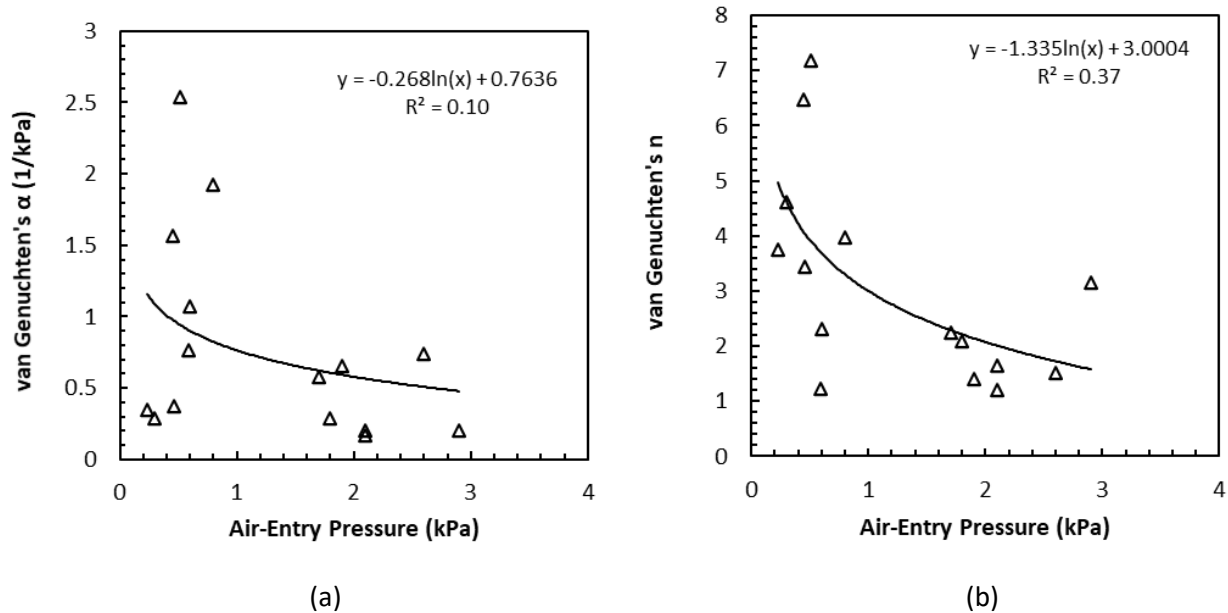 3
2.5
2
1.5
1
0.5
0
0
1
2
3
4
van Genuchten's α (1/kPa)
Air-Entry Pressure (kPa)
y = -0.268ln(x) + 0.7636
R² = 0.10
(a)
8
7
6
5
4
3
2
1
0
0
1
2
3
4
van Genuchten's n
Air-Entry Pressure (kPa)
y = -1.335ln(x) + 3.0004
R² = 0.37
(b)